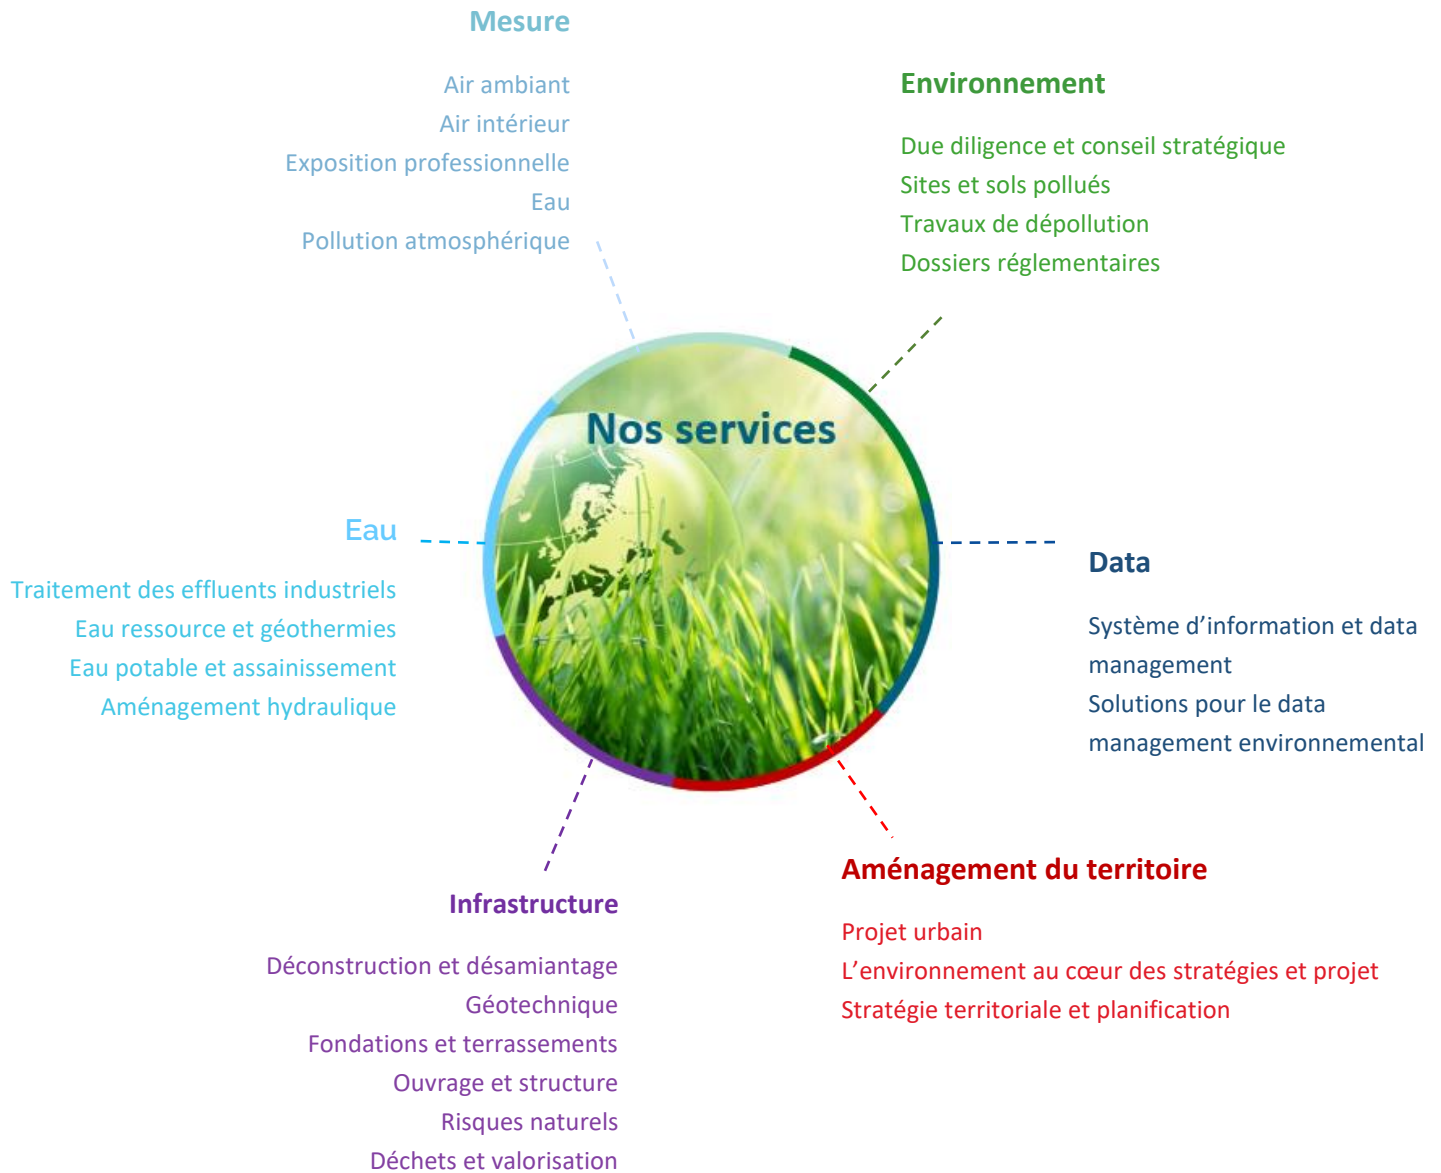 Mesure
Air ambiant
Air intérieur
Exposition professionnelle
Eau
Pollution atmosphérique
Environnement
Due diligence et conseil stratégique
Sites et sols pollués
Travaux de dépollution
Dossiers réglementaires
Nos services
Eau
Traitement des effluents industriels
Eau ressource et géothermies
Eau potable et assainissement
Aménagement hydraulique
Data
Système d’information et data
management
Solutions pour le data
management environnemental
Aménagement du territoire
Projet urbain
L’environnement au cœur des stratégies et projet
Stratégie territoriale et planification
Infrastructure
Déconstruction et désamiantage
Géotechnique
Fondations et terrassements
Ouvrage et structure
Risques naturels
Déchets et valorisation